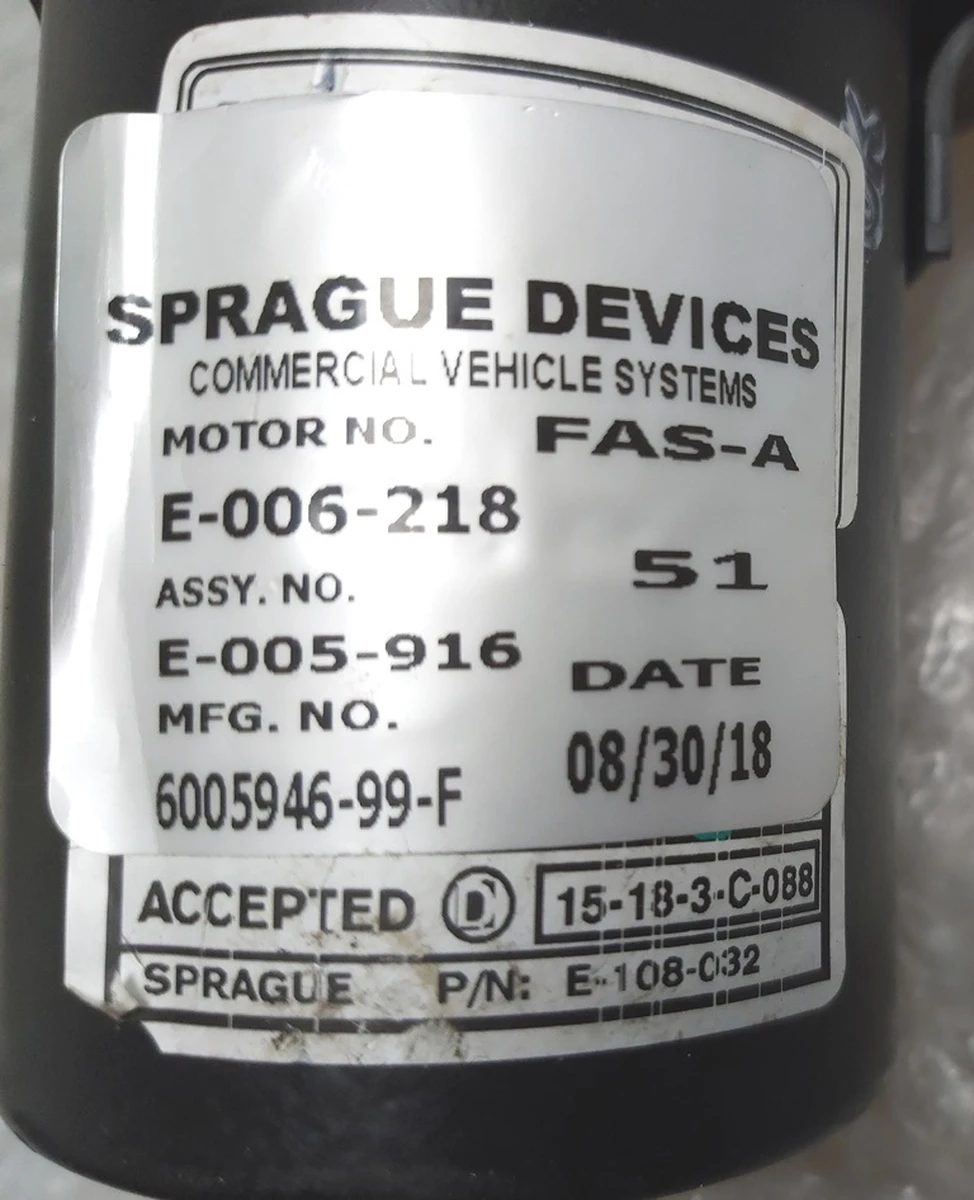 SPRAGUE DEVICES
COMMERCIAL VEHICLE SYSTEMS
MOTOR NO. FAS-A
E-006-218
51
ASSY. NO.
E-005-916
DATE
MFG. NO.
08/30/18
6005946-99-F
ACCEPTED D 15-18-3-C-088
SPRAGUE P/N: E-108-032